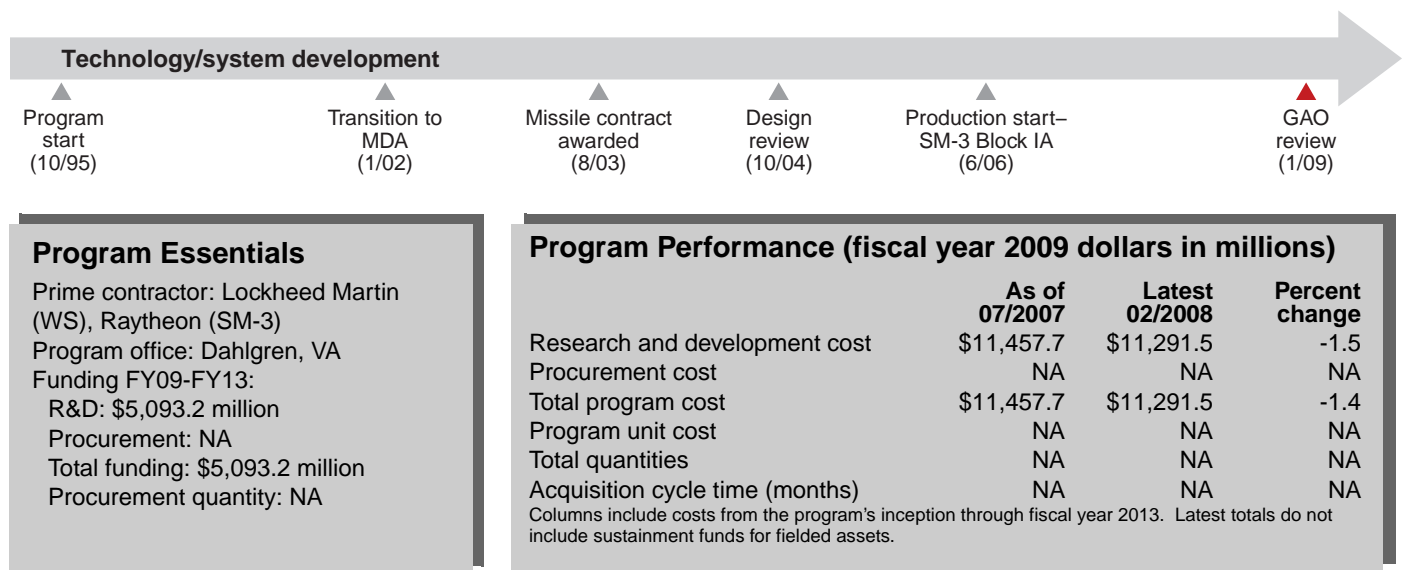 Technology/system development
Program
start
(10/95)
Transition to
MDA
(1/02)
Missile contract
awarded
(8/03)
Design
review
(10/04)
Production start–
SM-3 Block IA
(6/06)
GAO
review
(1/09)
Program Essentials
Prime contractor: Lockheed Martin
(WS), Raytheon (SM-3)
Program office: Dahlgren, VA
Funding FY09-FY13:
R&D: $5,093.2 million
Procurement: NA
Total funding: $5,093.2 million
Procurement quantity: NA
Program Performance (fiscal year 2009 dollars in millions)
As of Latest Percent
07/2007 02/2008 change
Research and development cost $11,457.7 $11,291.5 -1.5
Procurement cost NA NA NA
Total program cost $11,457.7 $11,291.5 -1.4
Program unit cost NA NA NA
Total quantities NA NA NA
Acquisition cycle time (months) NA NA NA
Columns include costs from the program's inception through fiscal year 2013.  Latest totals do not
include sustainment funds for fielded assets.